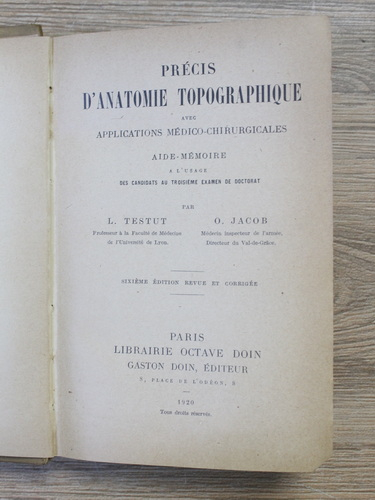 PRÉCIS
D'ANATOMIE TOPOGRAPHIQUE
AVEC
APPLICATIONS MÉDICO-CHIRURGICALES
AIDE-MÉMOIRE
A L'USAGE
DES CANDIDATS AU TROISIÈME EXAMEN DE DOCTORAT
PAR
L. TESTUT
Professeur à la Faculté de Médecine
de l'Université de Lyon.
O. JACOB
Médecin inspecteur de l'armée,
Directeur du Val-de-Grâce.
SIXIÈME ÉDITION REVUE ET CORRIGÉE
PARIS
LIBRAIRIE OCTAVE DOIN
GASTON DOIN, ÉDITEUR
8, PLACE DE L'ODÉON, 8
1920
Tous droits réservés.